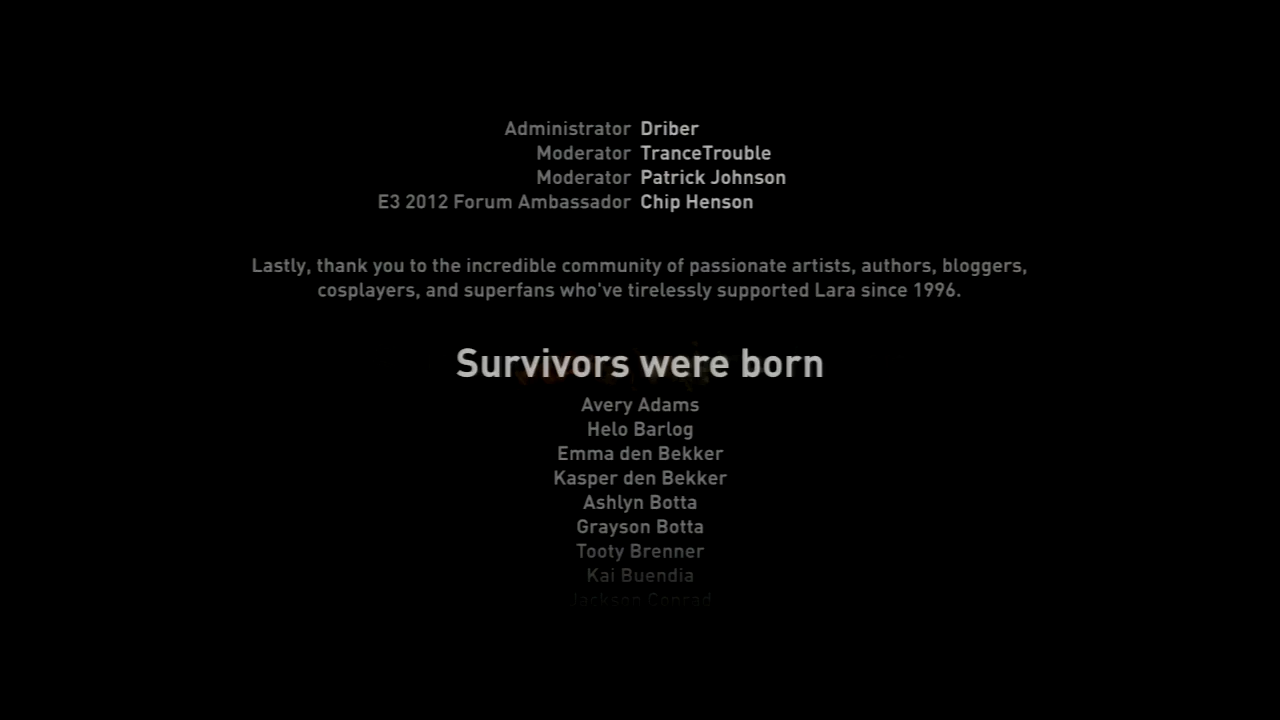 Administrator Driber
Moderator TranceTrouble
Moderator Patrick Johnson
E3 2012 Forum Ambassador Chip Henson
Lastly, thank you to the incredible community of passionate artists, authors, bloggers,
cosplayers, and superfans who've tirelessly supported Lara since 1996.
Survivors were born
Avery Adams
Helo Barlog
Emma den Bekker
Kasper den Bekker
Ashlyn Botta
Grayson Botta
Tooty Brenner
Kai Buendia
Jackson Conrad